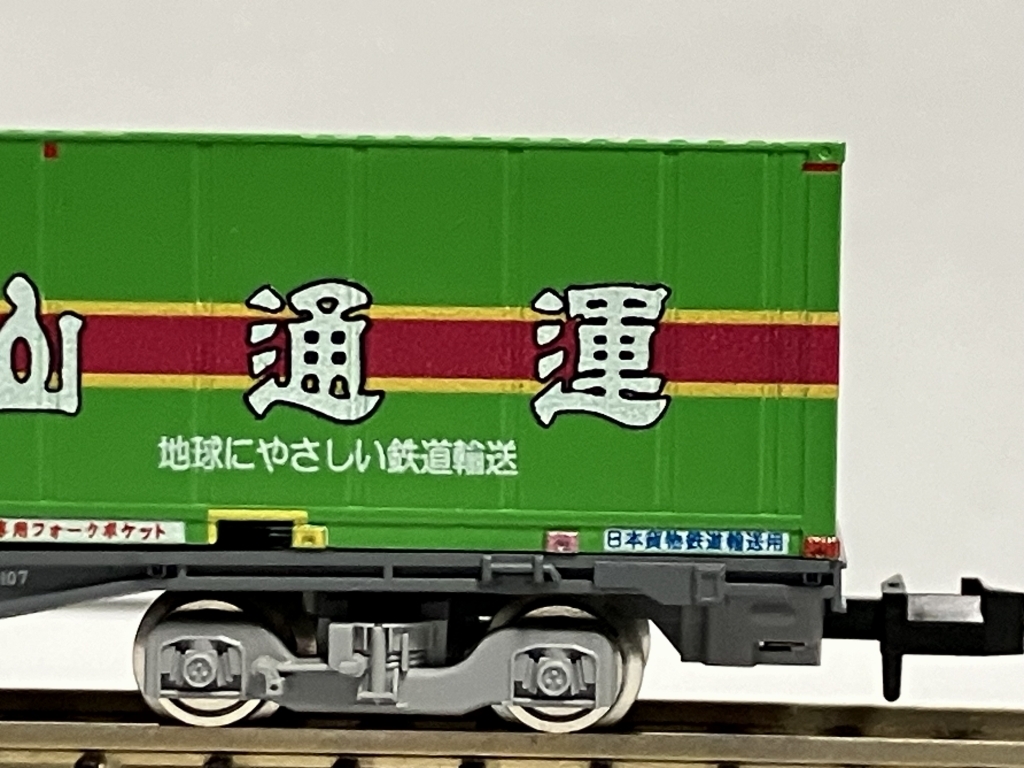 山通運
地球にやさしい鉄道輸送
専用フォークポケット
日本貨物鉄道輸送用
107